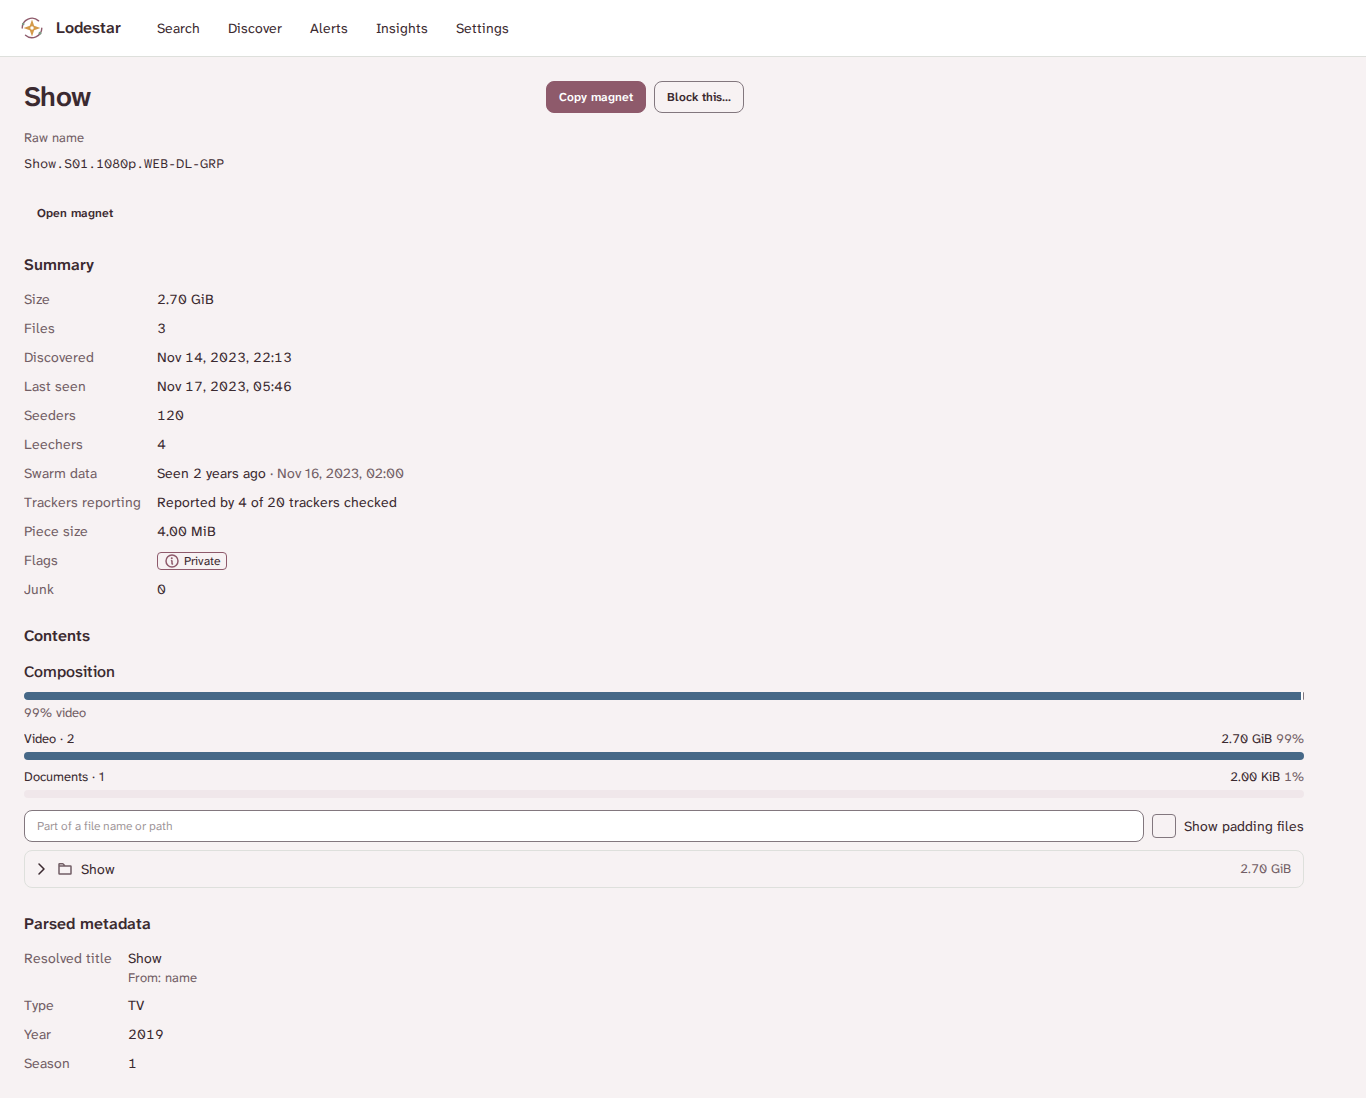 Lodestar Search Discover Alerts Insights Settings
Show
Copy magnet Block this...
Raw name
Show.S01.1080p.WEB-DL-GRP
Open magnet
Summary
Size 2.70 GiB
Files 3
Discovered Nov 14, 2023, 22:13
Last seen Nov 17, 2023, 05:46
Seeders 120
Leechers 4
Swarm data Seen 2 years ago · Nov 16, 2023, 02:00
Trackers reporting Reported by 4 of 20 trackers checked
Piece size 4.00 MiB
Flags Private
Junk 0
Contents
Composition
99% video
Video · 2 2.70 GiB 99%
Documents · 1 2.00 KiB 1%
Part of a file name or path Show padding files
Show 2.70 GiB
Parsed metadata
Resolved title Show
From: name
Type TV
Year 2019
Season 1